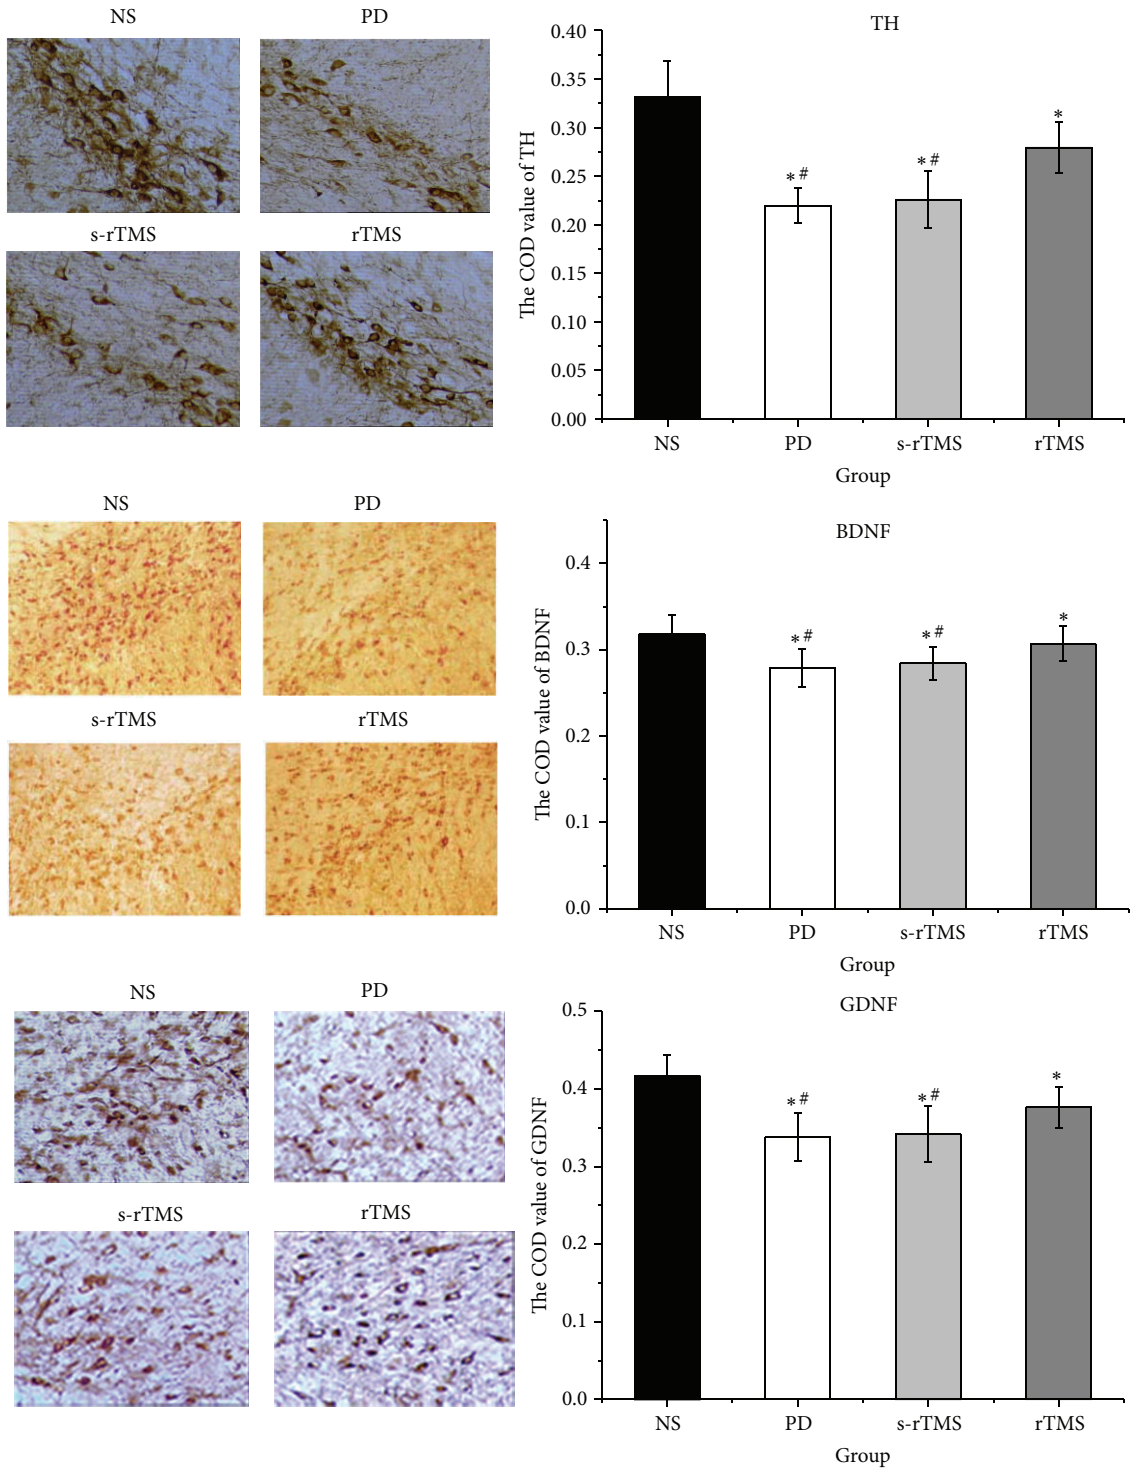 NS PD
s-rTMS rTMS
TH
The COD value of TH
0.40
0.35
0.30
0.25
0.20
0.15
0.10
0.05
0.00
* # * # *
NS PD s-rTMS rTMS
Group
NS PD
s-rTMS rTMS
BDNF
The COD value of BDNF
0.4
0.3
0.2
0.1
0.0
* # * # *
NS PD s-rTMS rTMS
Group
NS PD
s-rTMS rTMS
GDNF
The COD value of GDNF
0.5
0.4
0.3
0.2
0.1
0.0
* # * # *
NS PD s-rTMS rTMS
Group